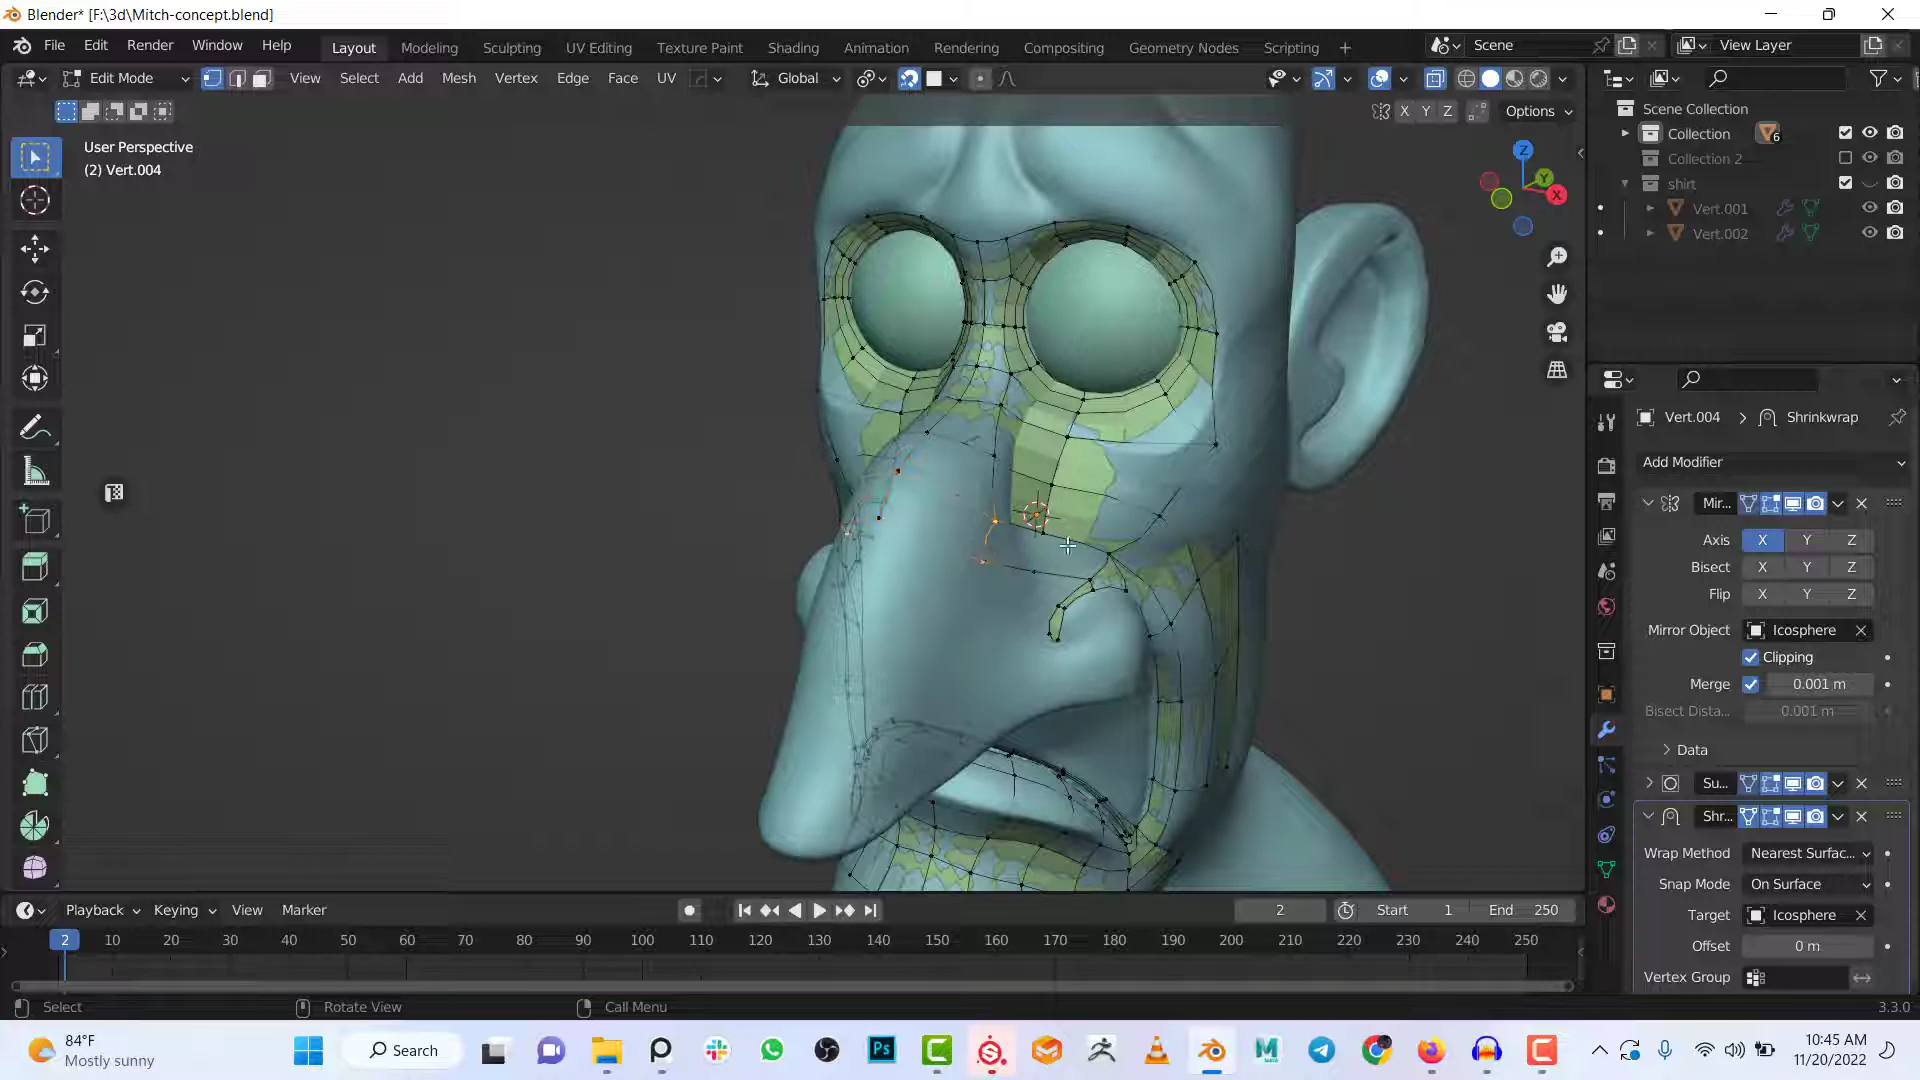 Blender* [F:\3d\Mitch-concept.blend]
File Edit Render Window Help Layout Modeling Sculpting UV Editing Texture Paint Shading Animation Rendering Compositing Geometry Nodes Scripting + Scene View Layer
Edit Mode View Select Add Mesh Vertex Edge Face UV Global
X Y Z Options
User Perspective
(2) Vert.004
Z
Y
X
Scene Collection
Collection 6
Collection 2
shirt
Vert.001
Vert.002
Vert.004 > Shrinkwrap
Add Modifier
Mir...
Axis X Y Z
Bisect X Y Z
Flip X Y Z
Mirror Object Icosphere
Clipping
Merge 0.001 m
Bisect Dista... 0.001 m
Data
Su...
Shr...
Wrap Method Nearest Surfac...
Snap Mode On Surface
Target Icosphere
Offset 0 m
Vertex Group
Playback Keying View Marker 2 Start 1 End 250
2 10 20 30 40 50 60 70 80 90 100 110 120 130 140 150 160 170 180 190 200 210 220 230 240 250
Select Rotate View Call Menu 3.3.0
84°F
Mostly sunny
Search
Ps
M
10:45 AM
11/20/2022